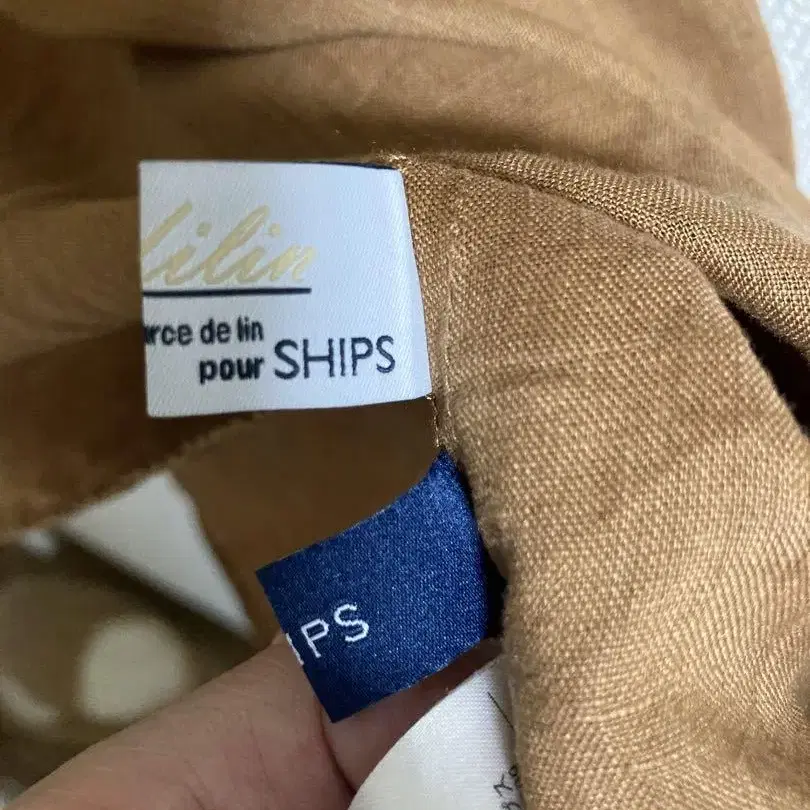 lilin
rce de lin
pour SHIPS
IPS